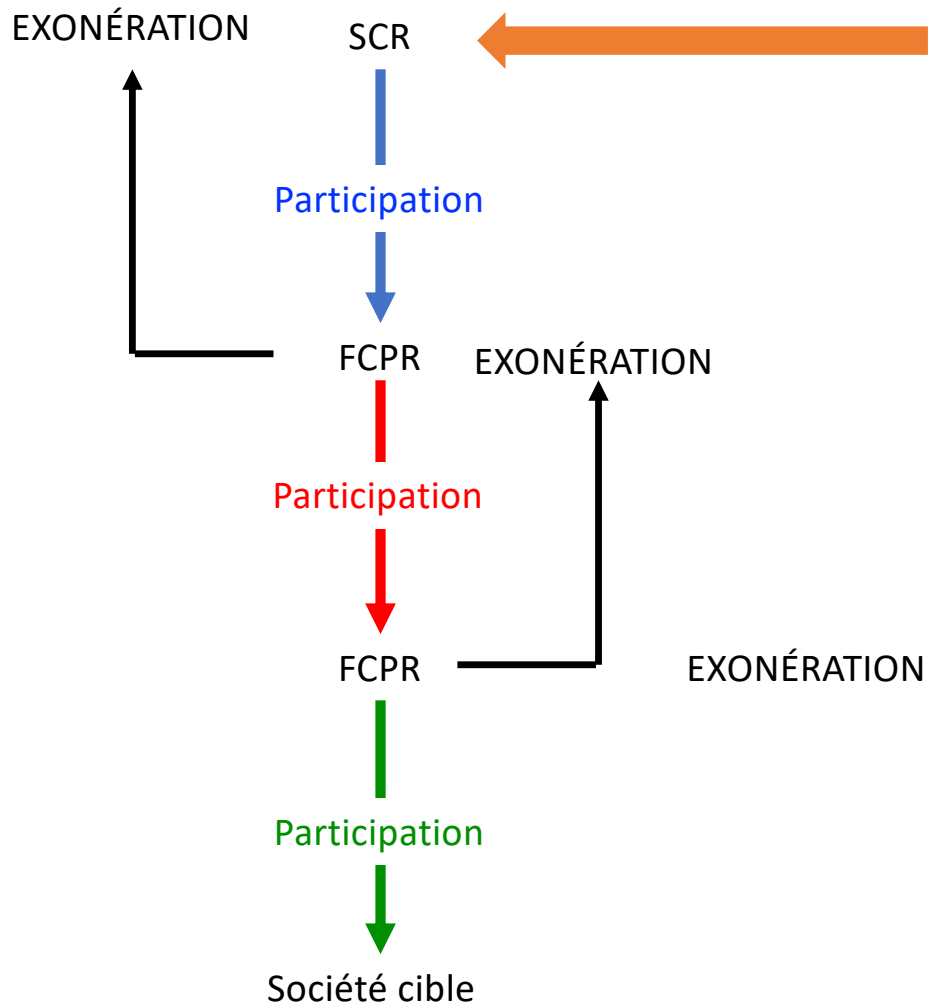 EXONÉRATION
SCR
Participation
FCPR
EXONÉRATION
Participation
FCPR
EXONÉRATION
Participation
Société cible